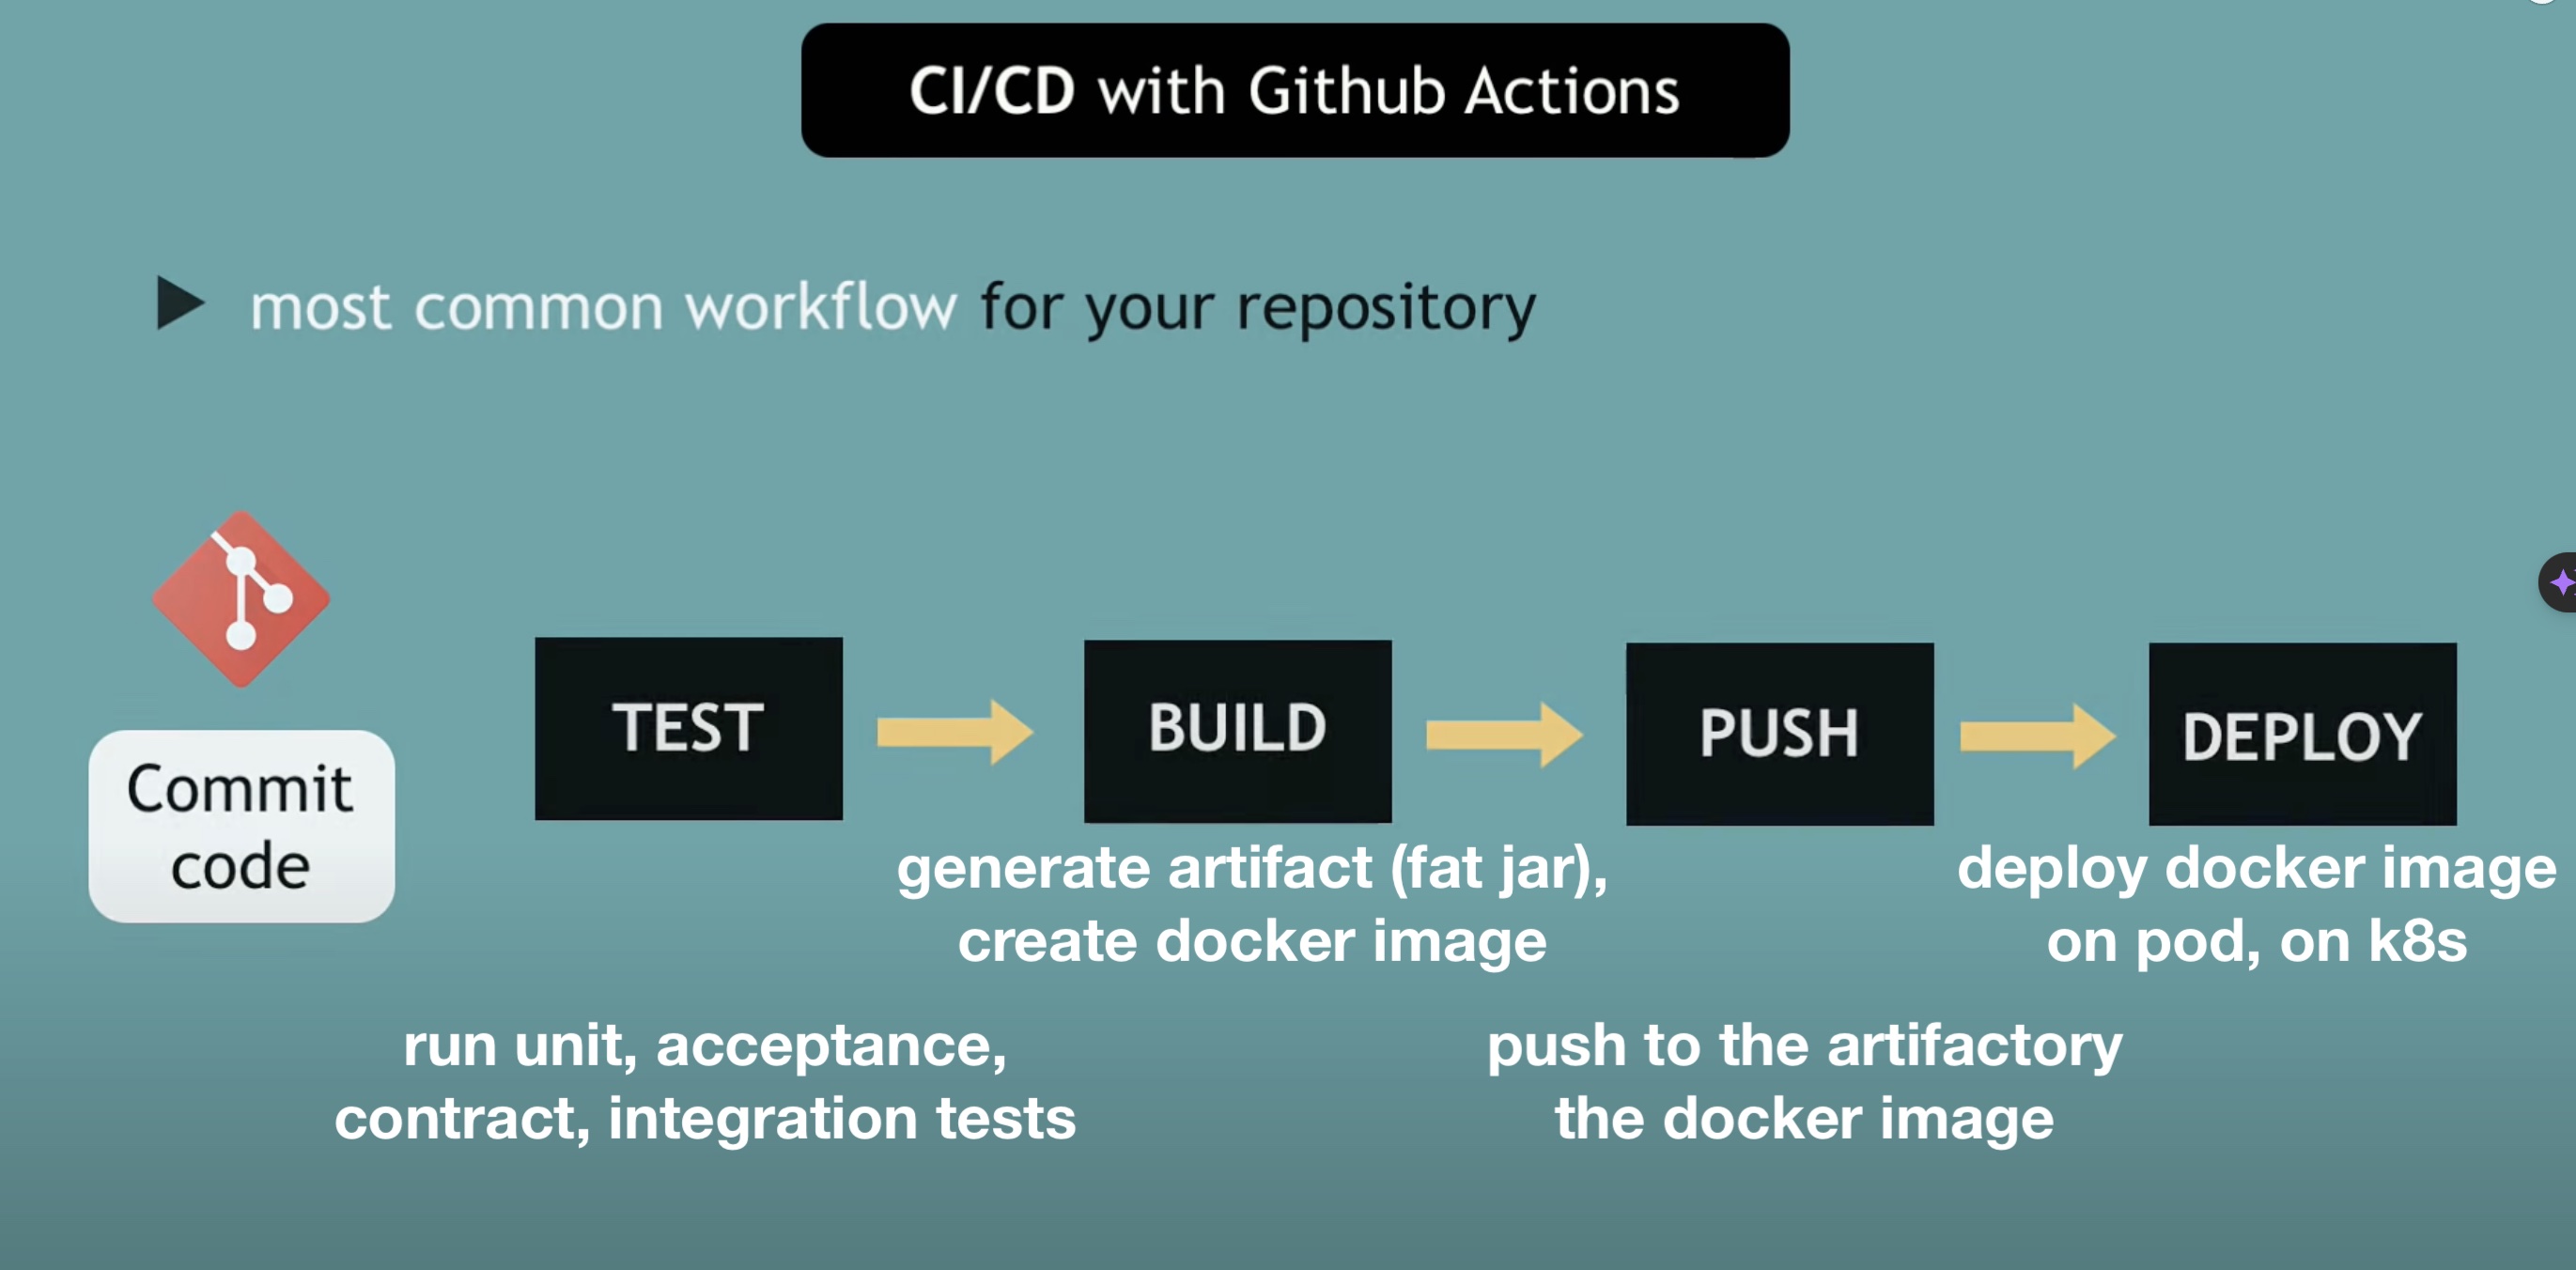 CI/CD with Github Actions
most common workflow for your repository
Commit
code
TEST
BUILD
PUSH
DEPLOY
generate artifact (fat jar),
create docker image
deploy docker image
on pod, on k8s
run unit, acceptance,
contract, integration tests
push to the artifactory
the docker image